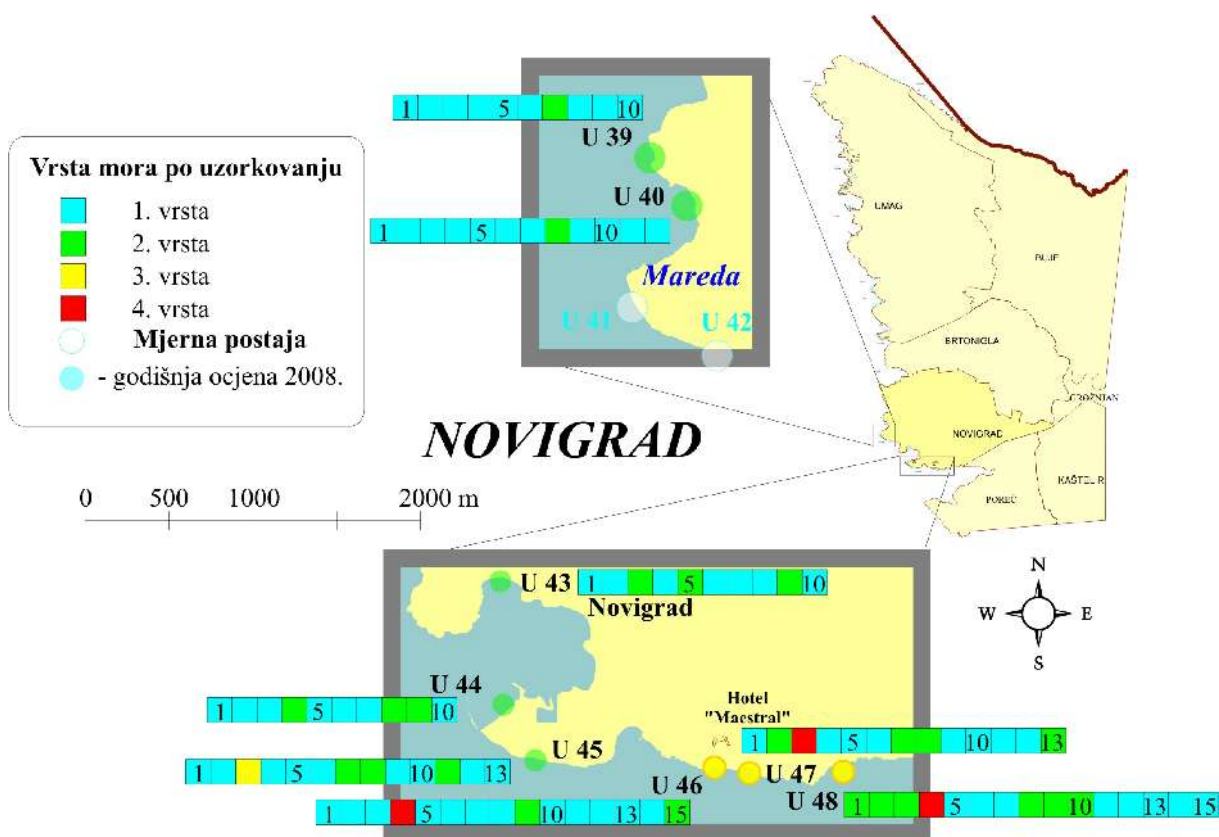 Vrsta mora po uzorkovanju
1. vrsta
2. vrsta
3. vrsta
4. vrsta
Mjerna postaja
- godišnja ocjena 2008.
1 5 10
U 39
U 40
1 5 10
Mareda
U 41
U 42
UMAG
BUJE
BRTONIGLA
GROŽNJAN
NOVIGRAD
POREČ
KAŠTEL R
NOVIGRAD
0 500 1000 2000 m
N
W E
S
U 43
1 5 10
Novigrad
U 44
1 5 10
Hotel
"Maestral"
1 5 10 13
U 45
1 5 10 13
U 46
U 47
1 5 10 13 15
U 48
1 5 10 13 15